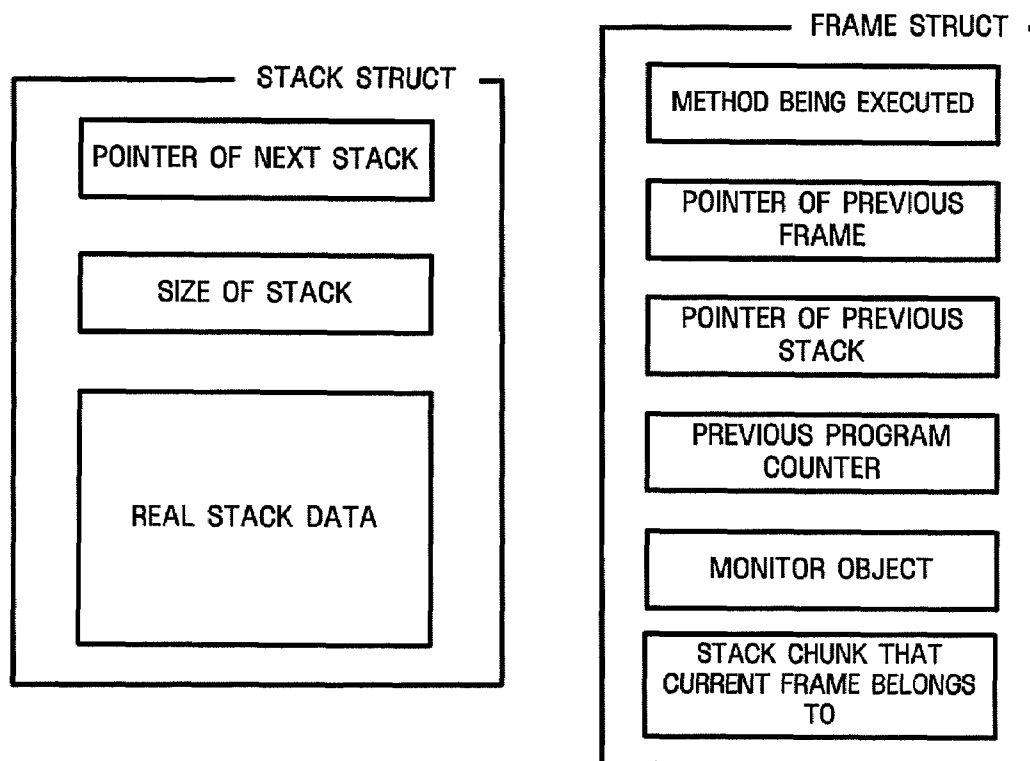 STACK STRUCT
POINTER OF NEXT STACK
SIZE OF STACK
REAL STACK DATA
FRAME STRUCT
METHOD BEING EXECUTED
POINTER OF PREVIOUS
FRAME
POINTER OF PREVIOUS
STACK
PREVIOUS PROGRAM
COUNTER
MONITOR OBJECT
STACK CHUNK THAT
CURRENT FRAME BELONGS
TO